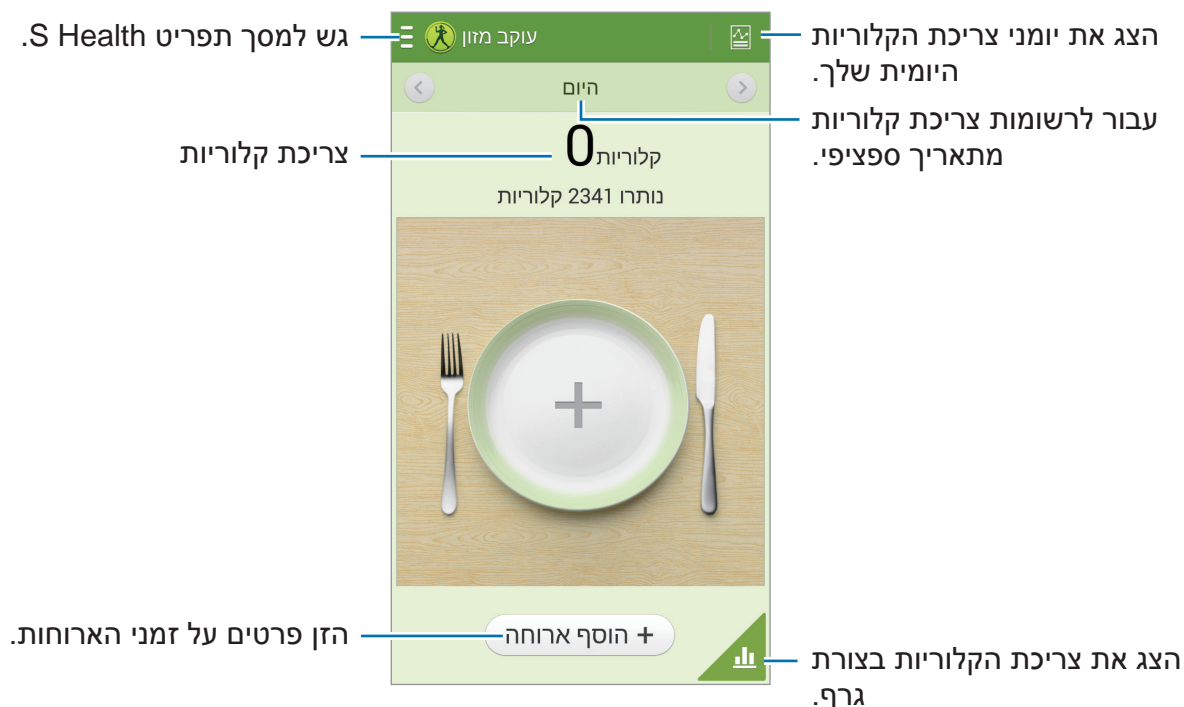 גש למסך תפריט S Health.
עוקב מזון
הצג את יומני צריכת הקלוריות
היומית שלך.
היום
עבור לרשומות צריכת קלוריות
מתאריך ספציפי.
צריכת קלוריות
קלוריות0
נותרו 2341 קלוריות
הזן פרטים על זמני הארוחות.
+ הוסף ארוחה
הצג את צריכת הקלוריות בצורת
גרף.